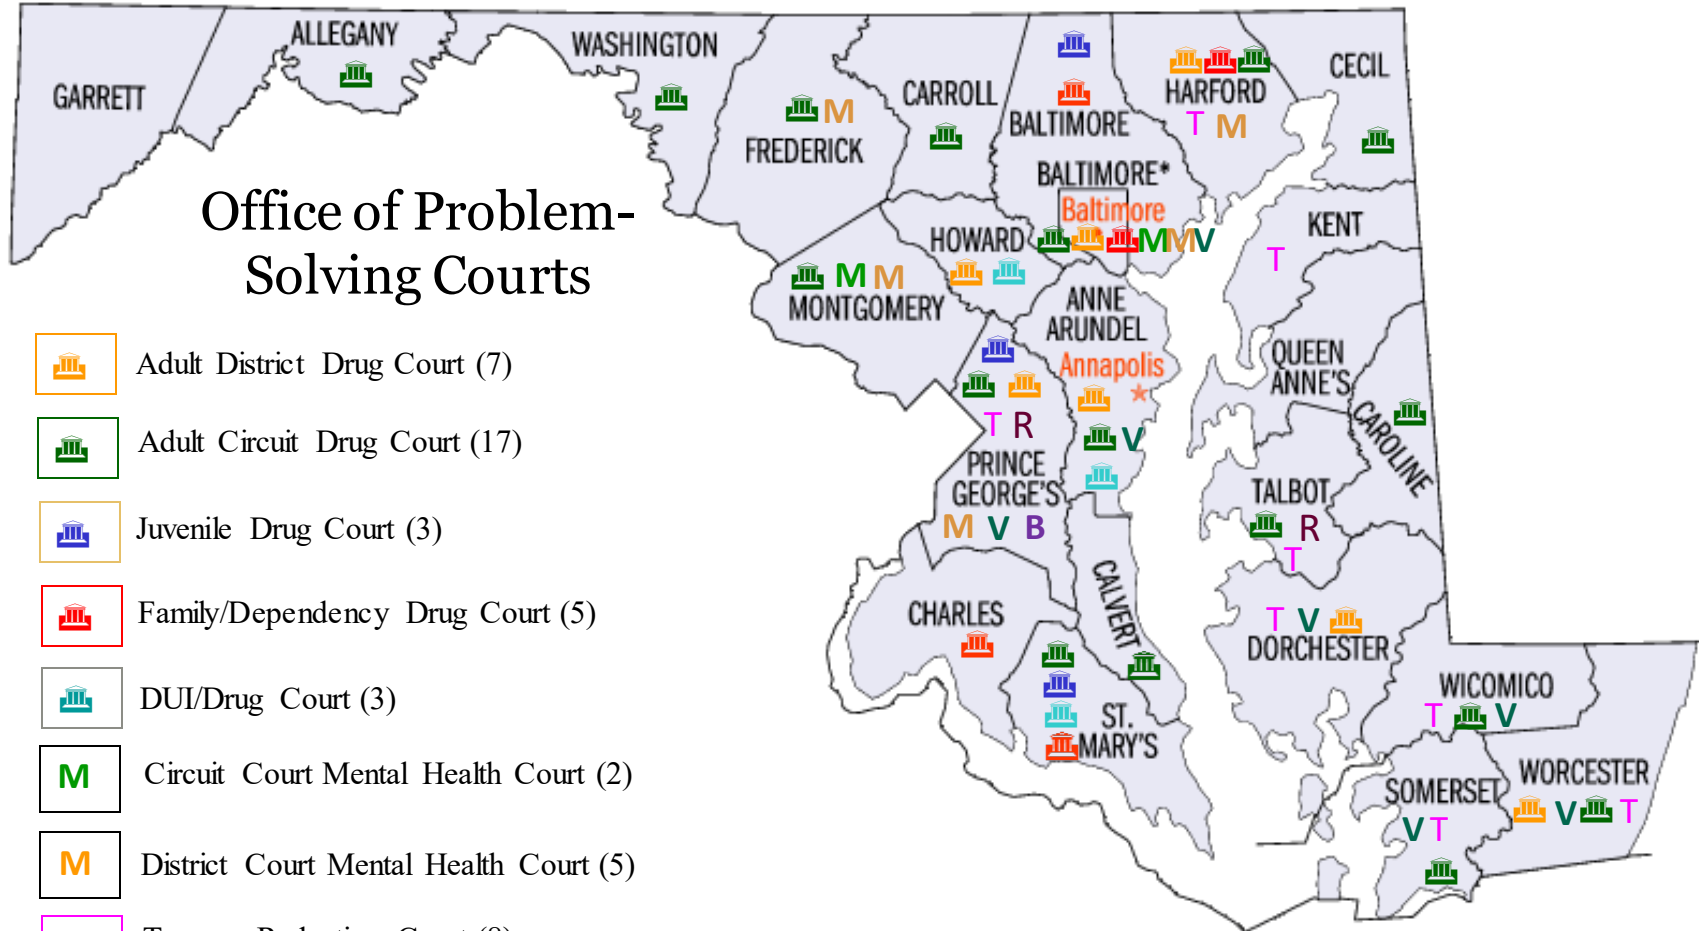 ALLEGANY
WASHINGTON
GARRETT
CARROLL
CECIL
HARFORD
M
FREDERICK
BALTIMORE
T M
BALTIMORE*
Baltimore
M M V
Office of Problem-
Solving Courts
HOWARD
KENT
T
M M
MONTGOMERY
ANNE
ARUNDEL
Annapolis
QUEEN
ANNE'S
CAROLINE
T R
V
PRINCE
GEORGE'S
M V B
TALBOT
R
T
CALVERT
CHARLES
T V
DORCHESTER
ST.
MARY'S
WICOMICO
T V
SOMERSET
V T
WORCESTER
V T
Adult District Drug Court (7)
Adult Circuit Drug Court (17)
Juvenile Drug Court (3)
Family/Dependency Drug Court (5)
DUI/Drug Court (3)
M Circuit Court Mental Health Court (2)
M District Court Mental Health Court (5)